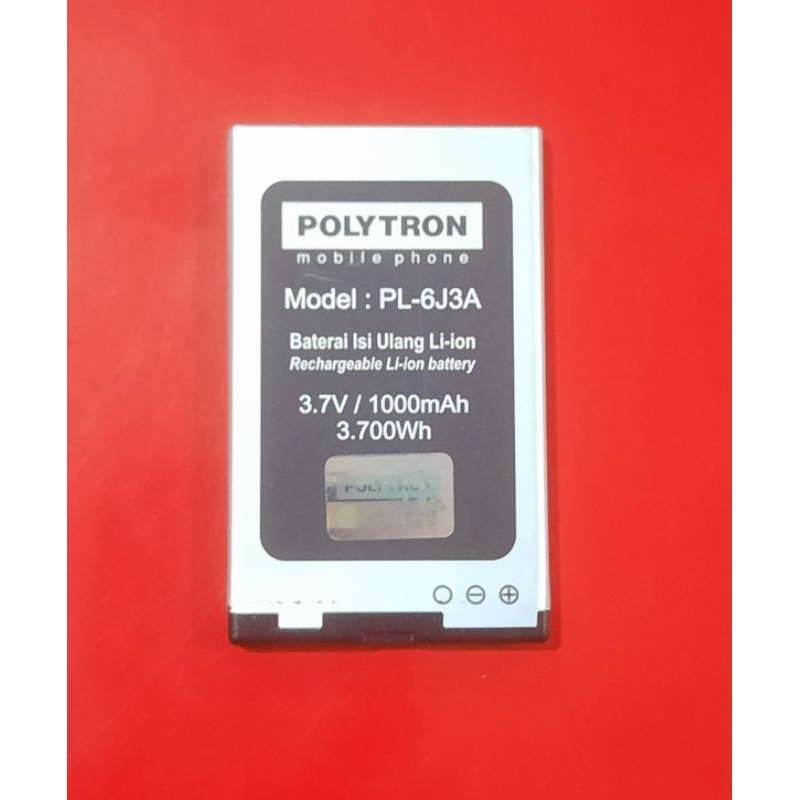 POLYTRON
mobile phone
Model : PL-6J3A
Baterai Isi Ulang Li-ion
Rechargeable Li-ion battery
3.7V / 1000mAh
3.700Wh
POLYTRON